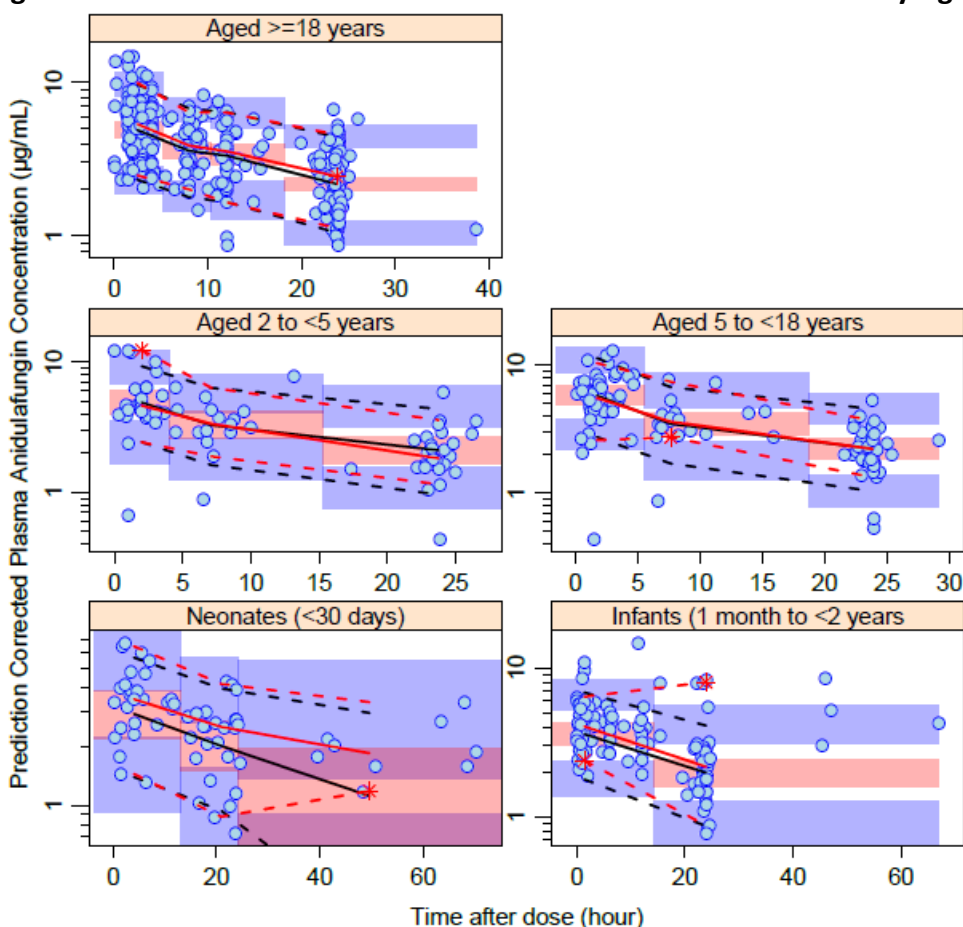 Aged >=18 years
10
1
0 10 20 30 40
Aged 2 to <5 years
Aged 5 to <18 years
10
1
10
1
0 5 10 15 20 25
0 5 10 15 20 25 30
Neonates (<30 days)
Infants (1 month to <2 years
1
10
1
0 20 40 60
0 20 40 60
Prediction Corrected Plasma Anidulafungin Concentration (µg/mL)
Time after dose (hour)